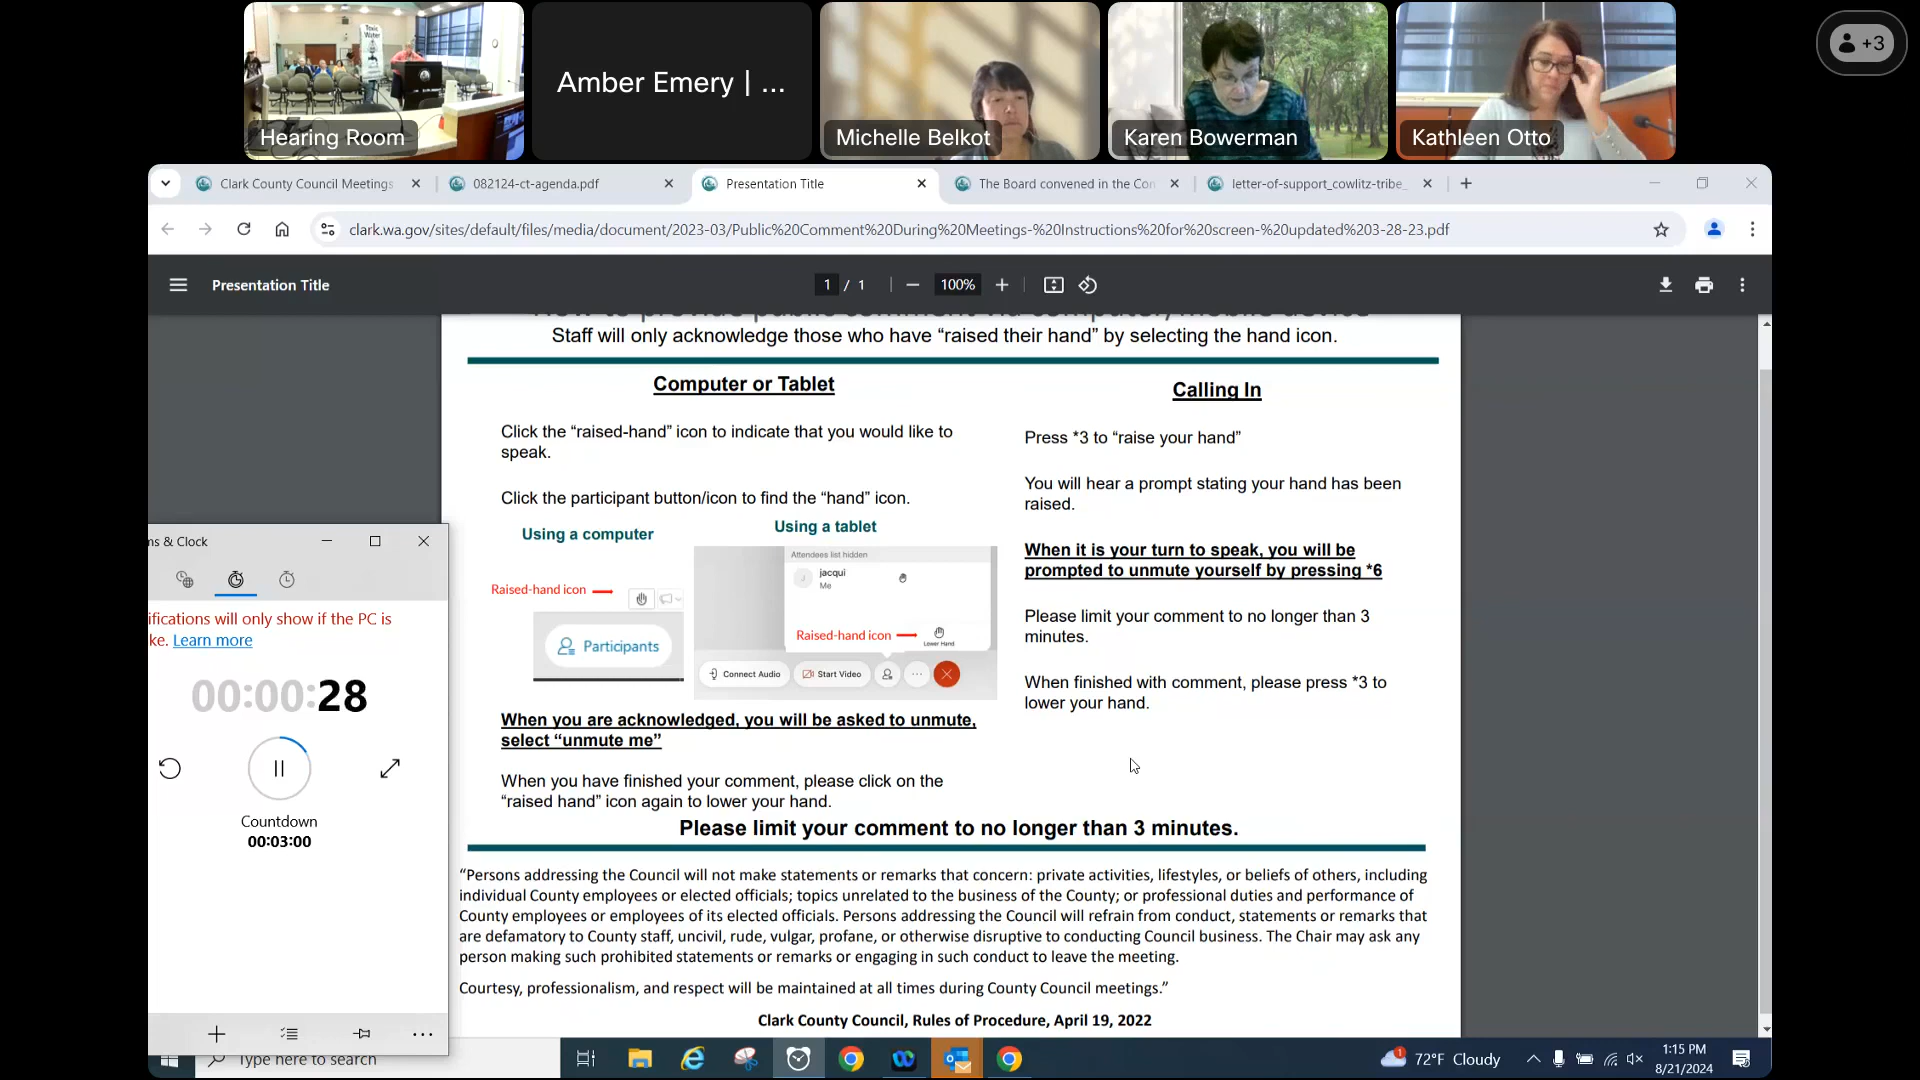 Toxic
Water
+3
Amber Emery | ...
Hearing Room
Michelle Belkot
Karen Bowerman
Kathleen Otto
Clark County Council Meetings
082124-ct-agenda.pdf
Presentation Title
The Board convened in the Con
letter-of-support_cowlitz-tribe_
clark.wa.gov/sites/default/files/media/document/2023-03/Public%20Comment%20During%20Meetings-%20Instructions%20for%20screen-%20updated%203-28-23.pdf
Presentation Title
1 / 1
100%
How to provide public comment via computer/mobile device
Staff will only acknowledge those who have “raised their hand” by selecting the hand icon.
Computer or Tablet
Click the “raised-hand” icon to indicate that you would like to
speak.
Click the participant button/icon to find the “hand” icon.
Using a computer
Using a tablet
Attendees list hidden
J
jacqui
Me
Raised-hand icon
Participants
Raised-hand icon
Lower Hand
Connect Audio
Start Video
When you are acknowledged, you will be asked to unmute,
select “unmute me”
When you have finished your comment, please click on the
“raised hand” icon again to lower your hand.
Calling In
Press *3 to “raise your hand”
You will hear a prompt stating your hand has been
raised.
When it is your turn to speak, you will be
prompted to unmute yourself by pressing *6
Please limit your comment to no longer than 3
minutes.
When finished with comment, please press *3 to
lower your hand.
Please limit your comment to no longer than 3 minutes.
“Persons addressing the Council will not make statements or remarks that concern: private activities, lifestyles, or beliefs of others, including
individual County employees or elected officials; topics unrelated to the business of the County; or professional duties and performance of
County employees or employees of its elected officials. Persons addressing the Council will refrain from conduct, statements or remarks that
are defamatory to County staff, uncivil, rude, vulgar, profane, or otherwise disruptive to conducting Council business. The Chair may ask any
person making such prohibited statements or remarks or engaging in such conduct to leave the meeting.
Courtesy, professionalism, and respect will be maintained at all times during County Council meetings.”
Clark County Council, Rules of Procedure, April 19, 2022
ns & Clock
ifications will only show if the PC is
ke. Learn more
00:00:28
Countdown
00:03:00
Type here to search
1
72°F Cloudy
1:15 PM
8/21/2024